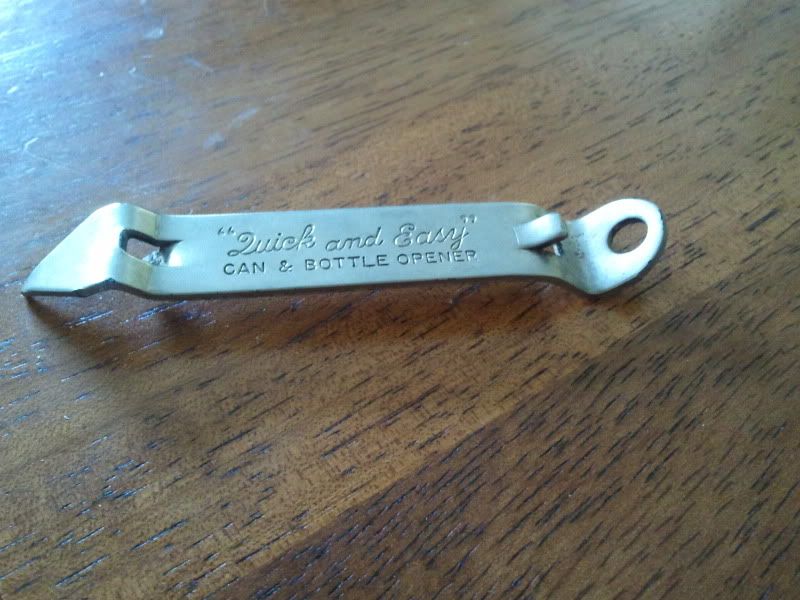 "Quick and Easy"
CAN & BOTTLE OPENER